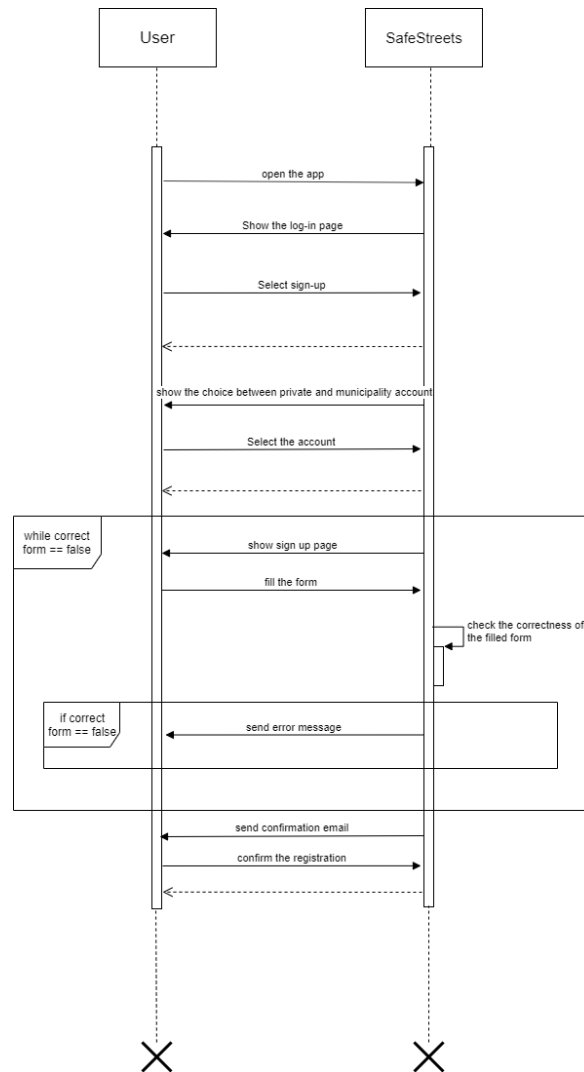 User
SafeStreets
open the app
Show the log-in page
Select sign-up
show the choice between private and municipality account
Select the account
while correct
form == false
show sign up page
fill the form
check the correctness of
the filled form
if correct
form == false
send error message
send confirmation email
confirm the registration